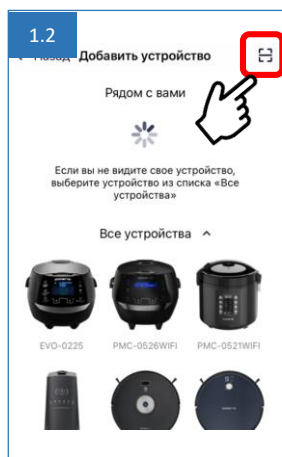 1.2
Назад Добавить устройство
Рядом с вами
Если вы не видите свое устройство,
выберите устройство из списка «Все
устройства»
Все устройства
EVO-0225 PMC-0526WIFI PMC-0521WIFI